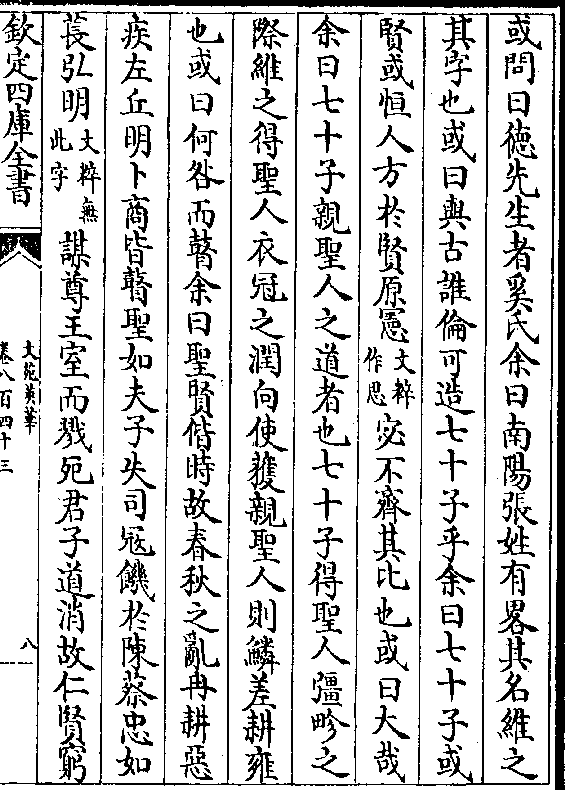 或問曰德先生者奚氏余曰南陽張姓有畧其名維之
其字也或曰與古誰倫可造七十子乎余曰七十子或
賢或恒人方於賢原憲文粹作思宓不齊其比也或曰大哉
余曰七十子親聖人之道者也七十子得聖人彊畛之
際維之得聖人衣冠之潤向使獲親聖人則鱗差耕雍
也或曰何咎而瞽余曰聖賢偕時故春秋之亂冉耕惡
疾左丘明卜商皆瞽聖如夫子失司冦饑於陳蔡忠如
萇弘明文粹無此字謀尊王室而戮死君子道消故仁賢窮
欽定四庫全書
文苑英華
卷八百四十三
八